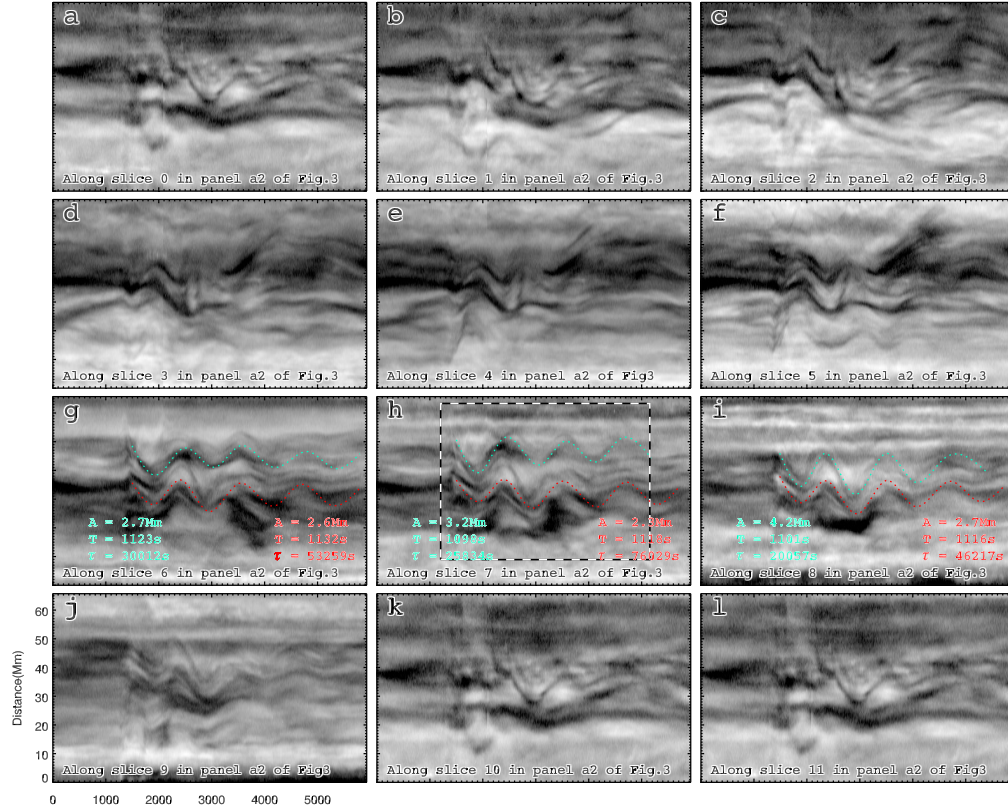 a
b
c
Along slice 0 in panel a2 of Fig.3
Along slice 1 in panel a2 of Fig.3
Along slice 2 in panel a2 of Fig.3
d
e
f
Along slice 3 in panel a2 of Fig.3
Along slice 4 in panel a2 of Fig.3
Along slice 5 in panel a2 of Fig.3
g
h
i
A = 2.7Mm
A = 2.6Mm
A = 3.2Mm
A = 4.2Mm
A = 2.7Mm
T = 1123s
T = 1132s
T = 1116s
τ = 53259s
τ = 46217s
Along slice 6 in panel a2 of Fig.3
Along slice 7 in panel a2 of Fig.3
Along slice 8 in panel a2 of Fig.3
j
k
l
60
50
40
30
20
10
0
Distance(Mm)
Along slice 9 in panel a2 of Fig3
Along slice 10 in panel a2 of Fig.3
Along slice 11 in panel a2 of Fig.3
0 1000 2000 3000 4000 5000